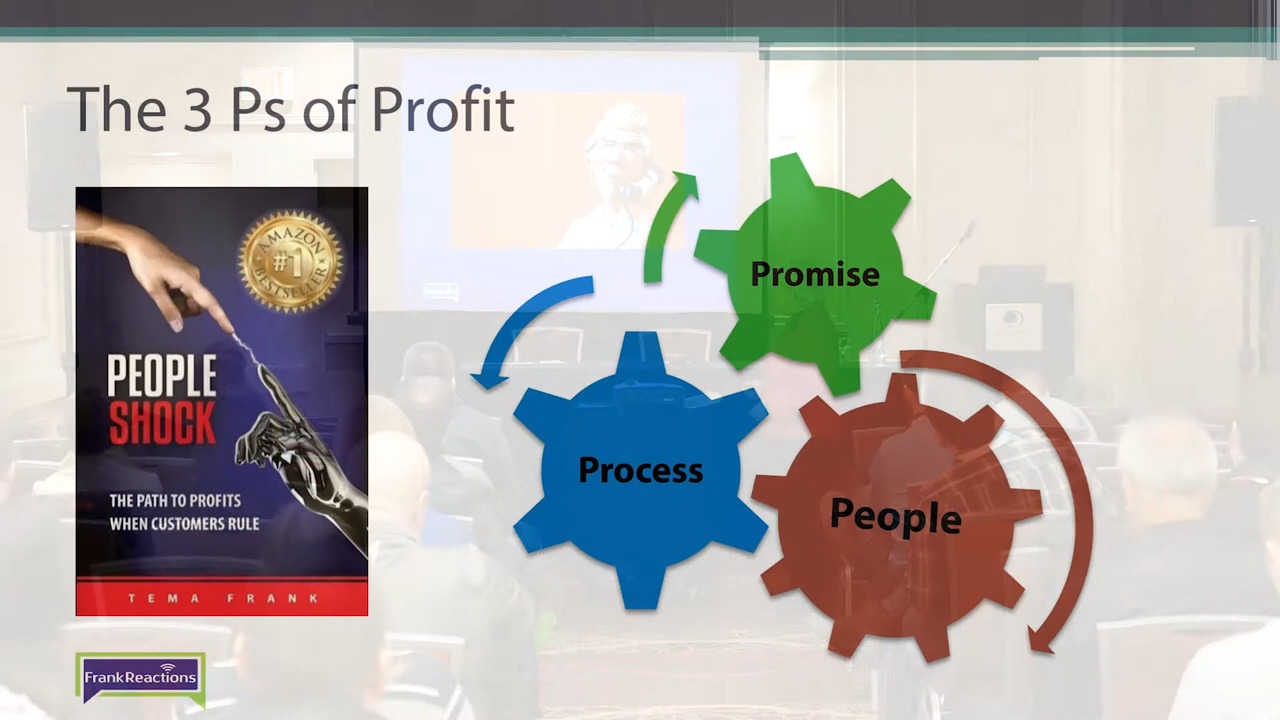 The 3 Ps of Profit
AMAZON
#1
BESTSELLER
PEOPLE
SHOCK
THE PATH TO PROFITS
WHEN CUSTOMERS RULE
TEMA FRANK
FrankReactions
Promise
Process
People